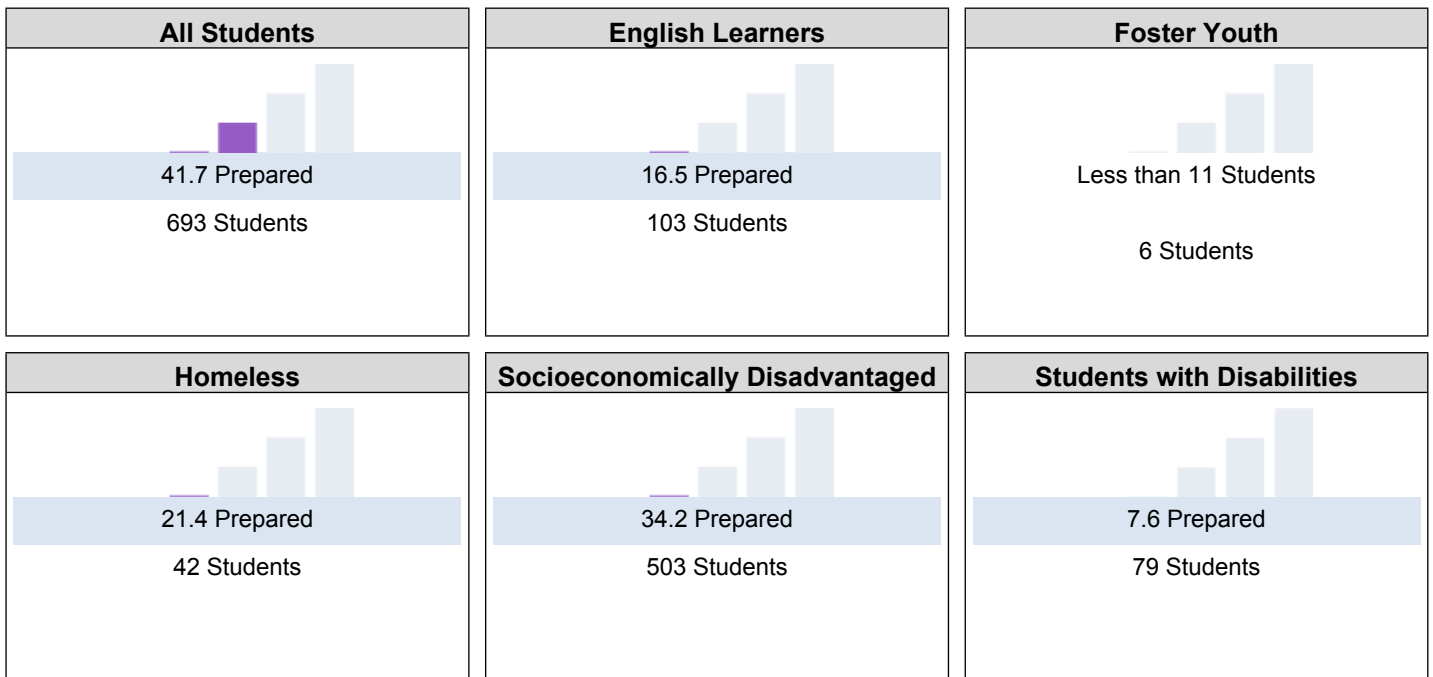 All Students
41.7 Prepared
693 Students
English Learners
16.5 Prepared
103 Students
Foster Youth
Less than 11 Students
6 Students
Homeless
21.4 Prepared
42 Students
Socioeconomically Disadvantaged
34.2 Prepared
503 Students
Students with Disabilities
7.6 Prepared
79 Students